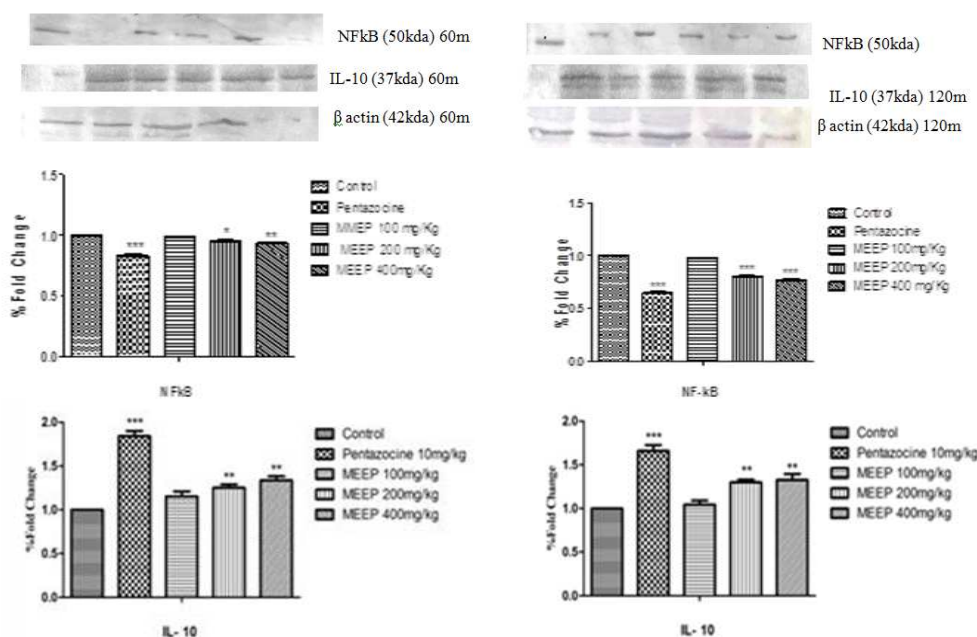 NFkB (50kda) 60m
IL-10 (37kda) 60m
β actin (42kda) 60m
NFkB (50kda)
IL-10 (37kda) 120m
β actin (42kda) 120m
% Fold Change
1.5
1.0
0.5
0.0
***
*
**
NFkB
Control
Pentazocine
MMEP 100 mg/Kg
MEEP 200 mg/Kg
MEEP 400mg/Kg
% Fold Change
1.5
1.0
0.5
0.0
***
***
***
NF-kB
Control
Pentazocine
MEEP 100mg/Kg
MEEP 200mg/Kg
MEEP 400 mg/Kg
%Fold Change
2.0
1.5
1.0
0.5
0.0
***
**
**
IL- 10
Control
Pentazocine 10mg/kg
MEEP 100mg/kg
MEEP 200mg/kg
MEEP 400mg/kg
%Fold Change
2.0
1.5
1.0
0.5
0.0
***
**
**
IL- 10
Control
Pentazocine 10mg/kg
MEEP 100mg/kg
MEEP 200mg/kg
MEEP 400mg/kg